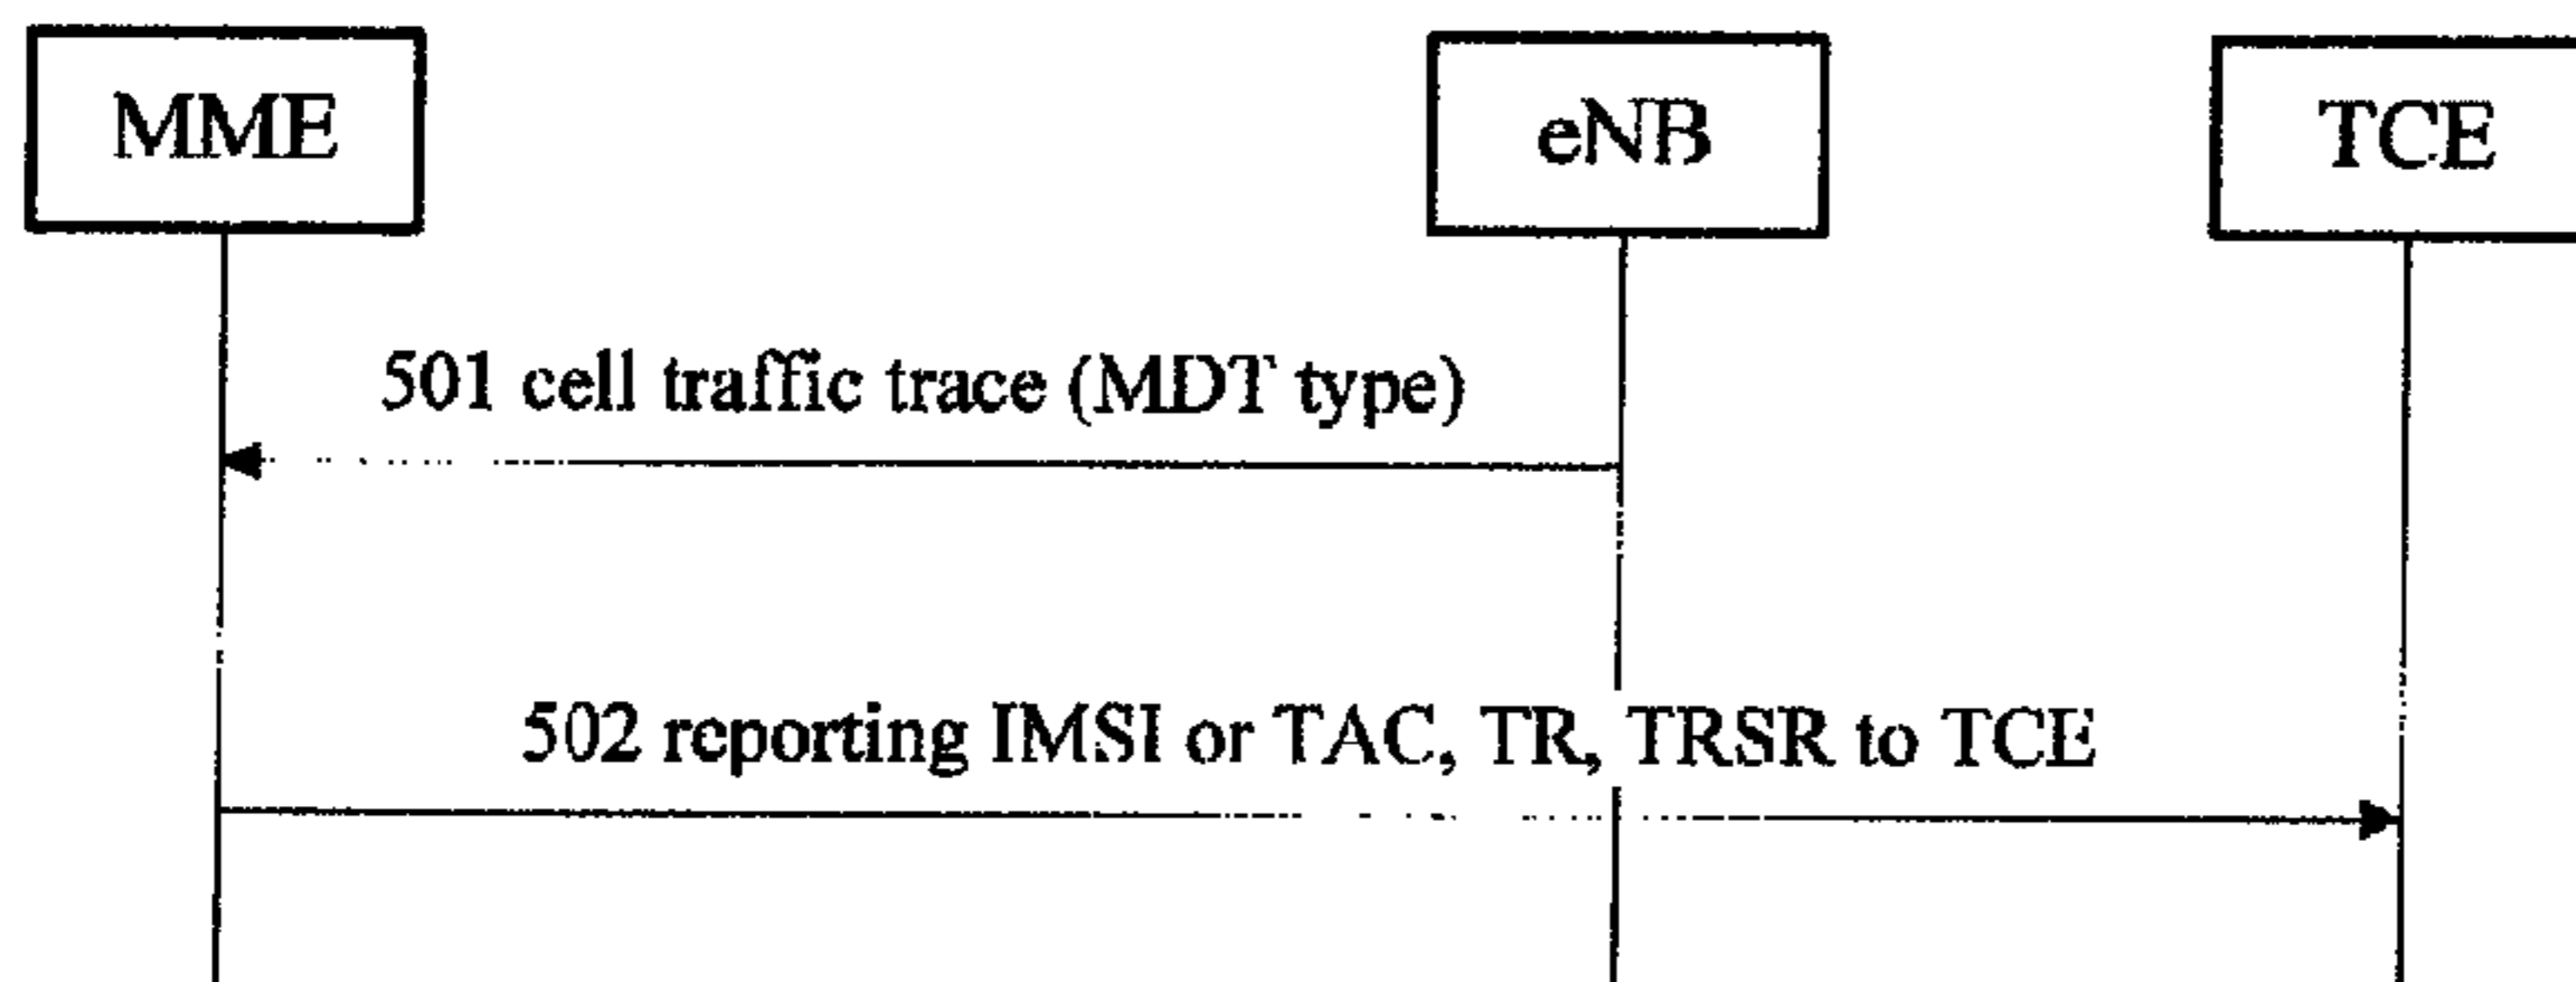 MME
eNB
TCE
501 cell traffic trace (MDT type)
502 reporting IMSI or TAC, TR, TRSR to TCE